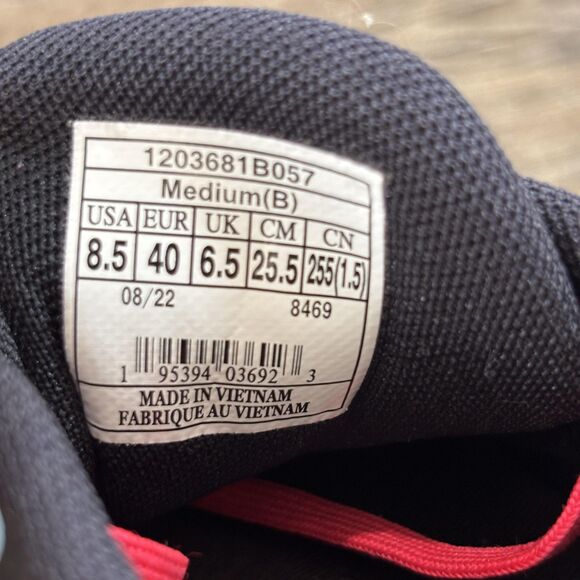 1203681B057
Medium(B)
USA EUR UK CM CN
8.5 40 6.5 25.5 255(1.5)
08/22 8469
1 95394 03692 3
MADE IN VIETNAM
FABRIQUE AU VIETNAM